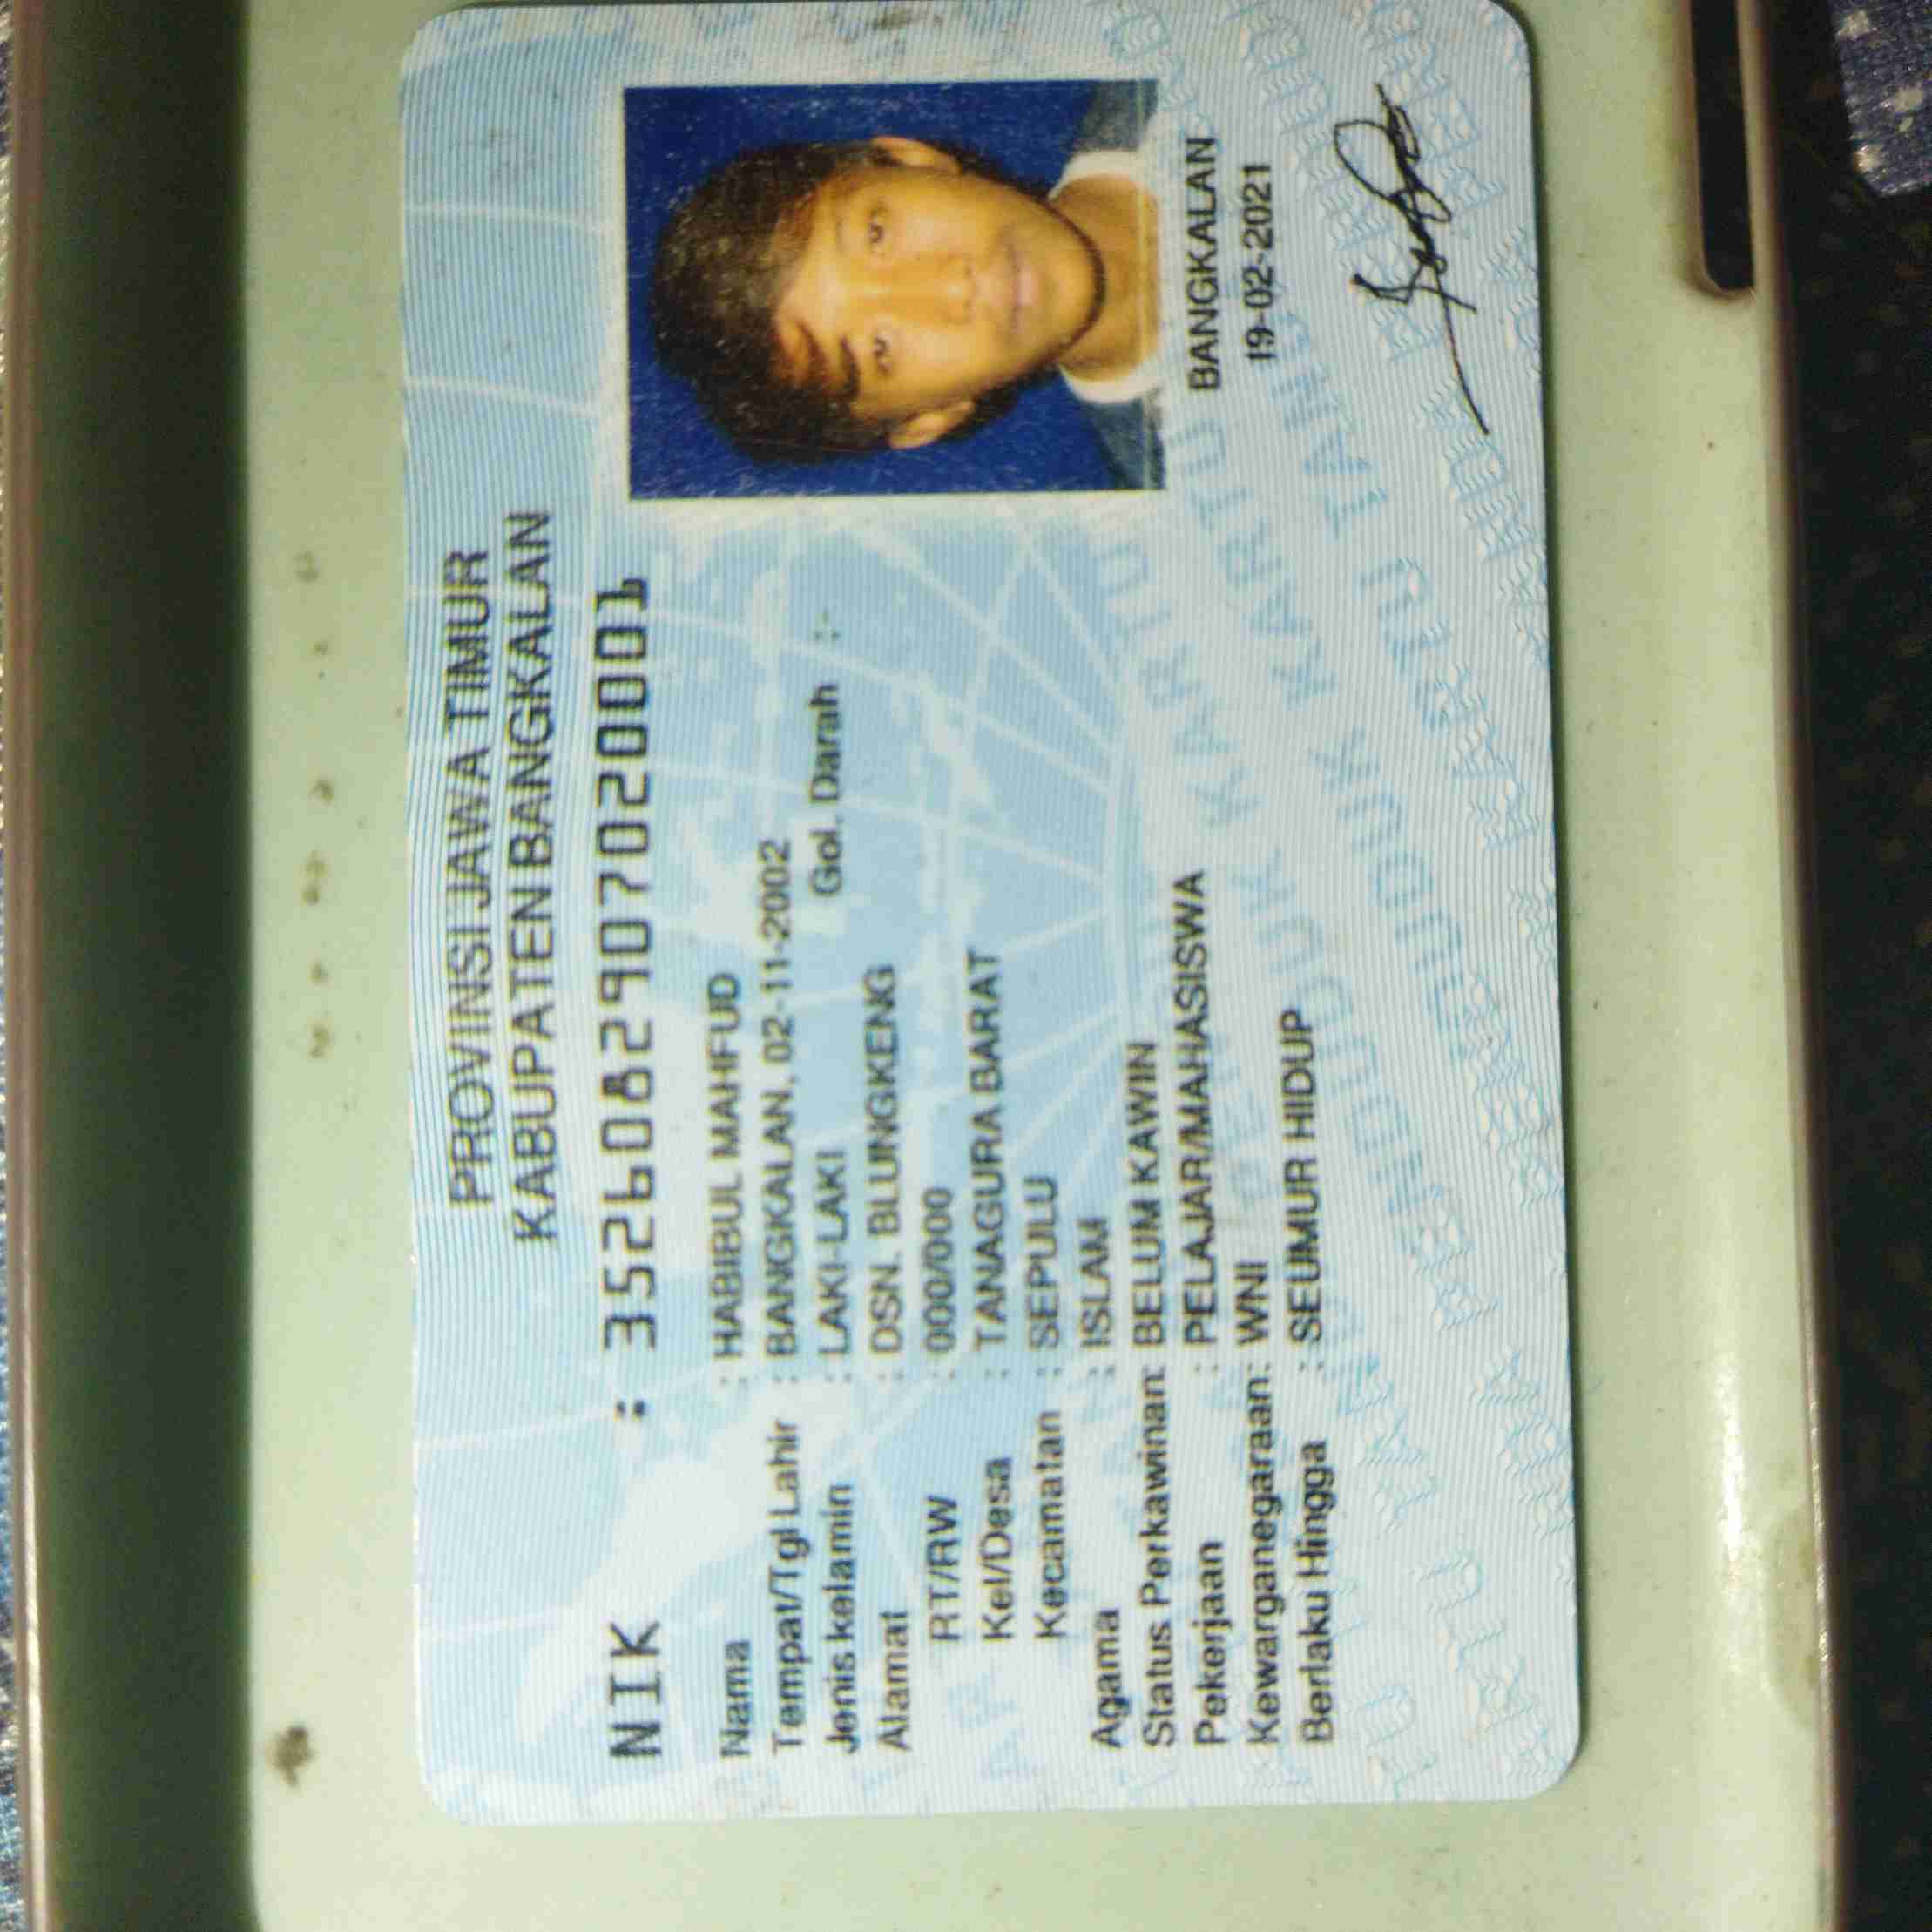 PROVINSI JAWA TIMUR
KABUPATEN BANGKALAN
NIK : 3526082907020001
Nama : HABIBUL MAHFUD
Tempat/Tgl Lahir : BANGKALAN, 02-11-2002
Jenis kelamin : LAKI-LAKI Gol. Darah :-
Alamat : DSN. BLUNGKENG
RT/RW : 000/000
Kel/Desa : TANAGURA BARAT
Kecamatan : SEPULU
Agama : ISLAM
Status Perkawinan: BELUM KAWIN
Pekerjaan : PELAJAR/MAHASISWA
Kewarganegaraan: WNI
Berlaku Hingga : SEUMUR HIDUP
BANGKALAN
19-02-2021